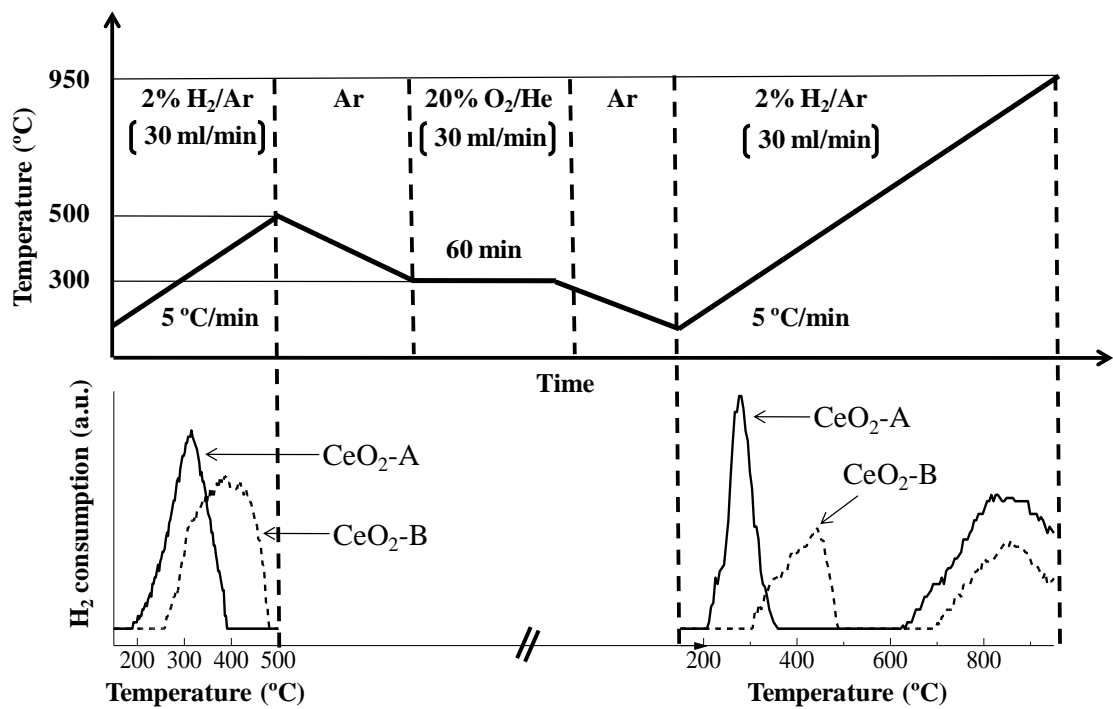 950
2% H₂/Ar
Ar
20% O₂/He
Ar
2% H₂/Ar
[ 30 ml/min ]
[ 30 ml/min ]
[ 30 ml/min ]
Temperature (ºC)
500
60 min
300
5 ºC/min
5 ºC/min
Time
H₂ consumption (a.u.)
CeO₂-A
CeO₂-B
CeO₂-A
CeO₂-B
200 300 400 500
200 400 600 800
Temperature (ºC)
Temperature (ºC)